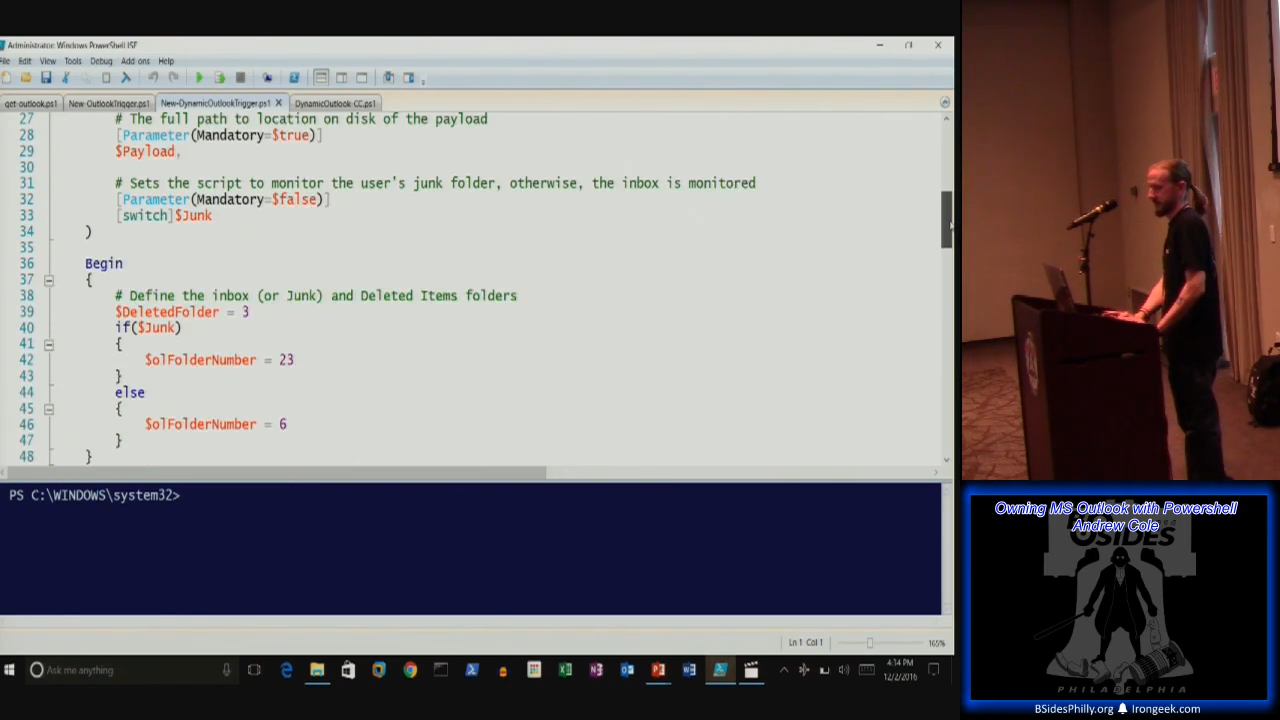 Administrator: Windows PowerShell ISE
File Edit View Tools Debug Add-ons Help
get-outlook.ps1 New-OutlookTrigger.ps1 New-DynamicOutlookTrigger.ps1 X DynamicOutlook-CC.ps1
27 # The full path to location on disk of the payload
28 [Parameter(Mandatory=$true)]
29 $Payload,
30
31 # Sets the script to monitor the user's junk folder, otherwise, the inbox is monitored
32 [Parameter(Mandatory=$false)]
33 [switch]$Junk
34 )
35
36 Begin
37 {
38 # Define the inbox (or Junk) and Deleted Items folders
39 $DeletedFolder = 3
40 if($Junk)
41 {
42 $olFolderNumber = 23
43 }
44 else
45 {
46 $olFolderNumber = 6
47 }
48 }
PS C:\WINDOWS\system32>
Ln 1 Col 1 165%
Ask me anything
4:14 PM
12/2/2016
Owning MS Outlook with Powershell
Andrew Cole
BSIDES
PHILADELPHIA
BSidesPhilly.org Irongeek.com